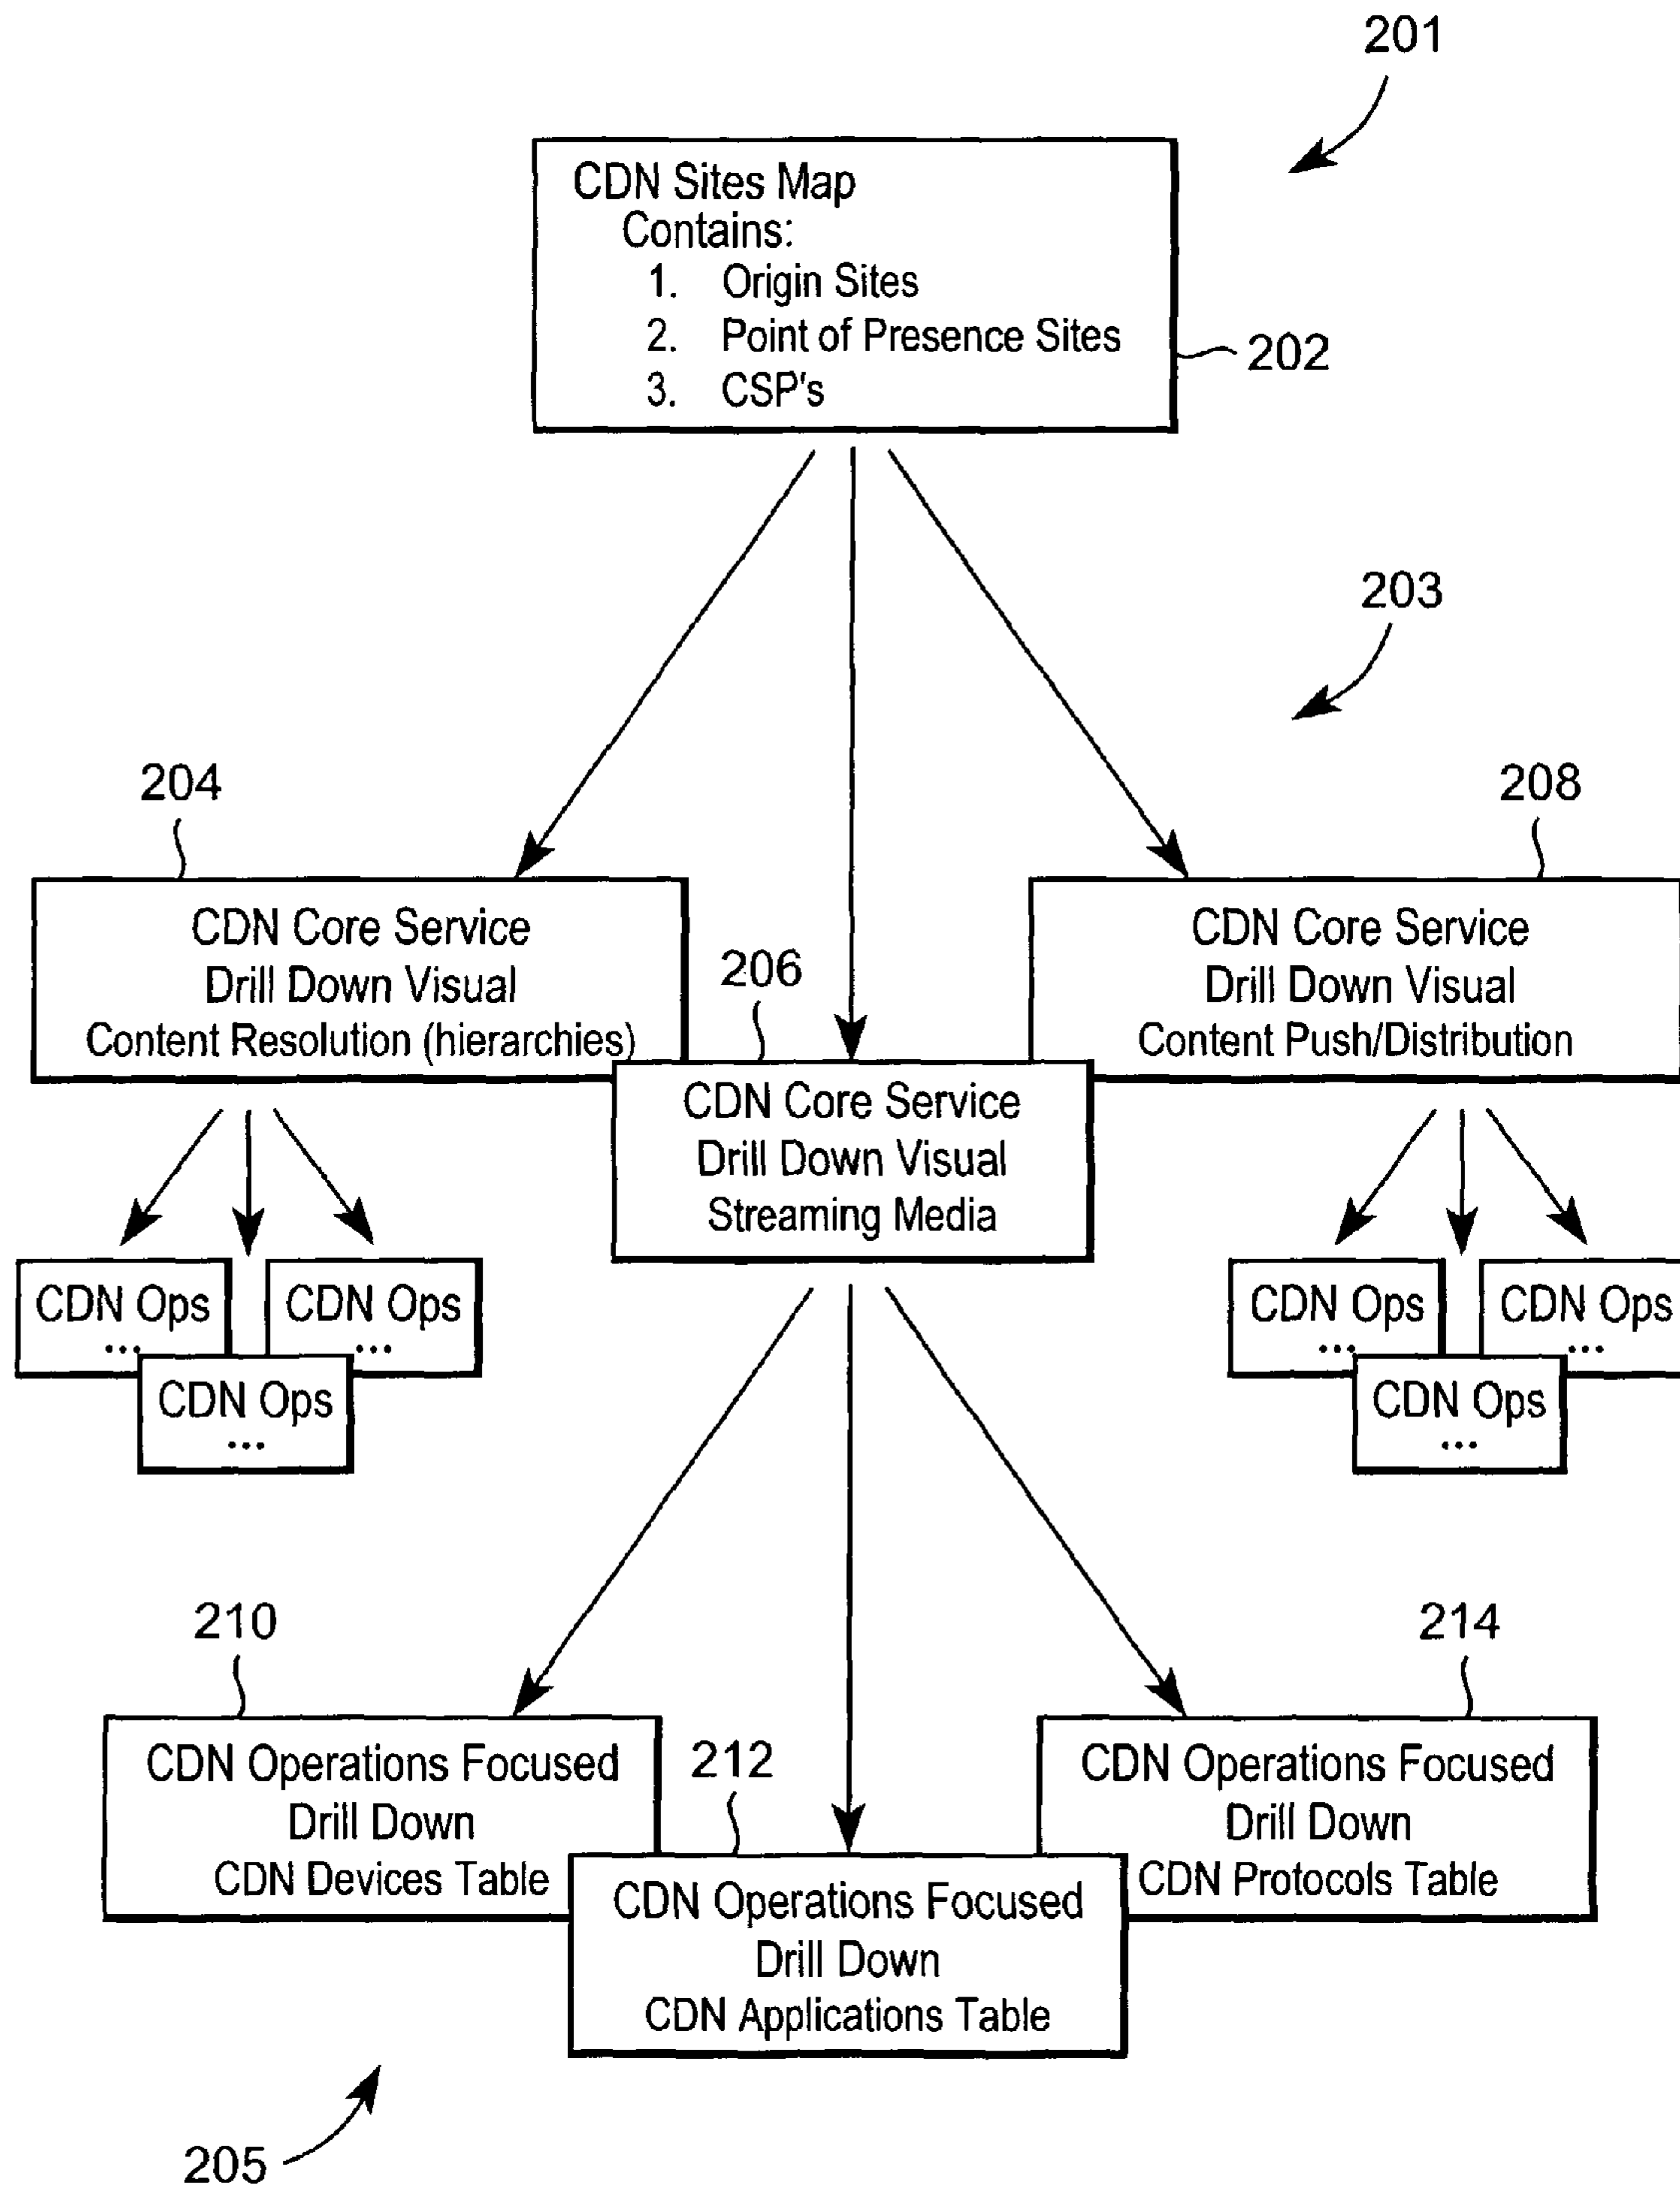 201
CDN Sites Map
Contains:
1. Origin Sites
2. Point of Presence Sites
3. CSP's
202
203
204
208
CDN Core Service
Drill Down Visual
Content Resolution (hierarchies)
206
CDN Core Service
Drill Down Visual
Content Push/Distribution
CDN Core Service
Drill Down Visual
Streaming Media
CDN Ops
...
CDN Ops
...
CDN Ops
...
CDN Ops
...
CDN Ops
...
CDN Ops
...
210
214
CDN Operations Focused
Drill Down
CDN Devices Table
212
CDN Operations Focused
Drill Down
CDN Protocols Table
CDN Operations Focused
Drill Down
CDN Applications Table
205